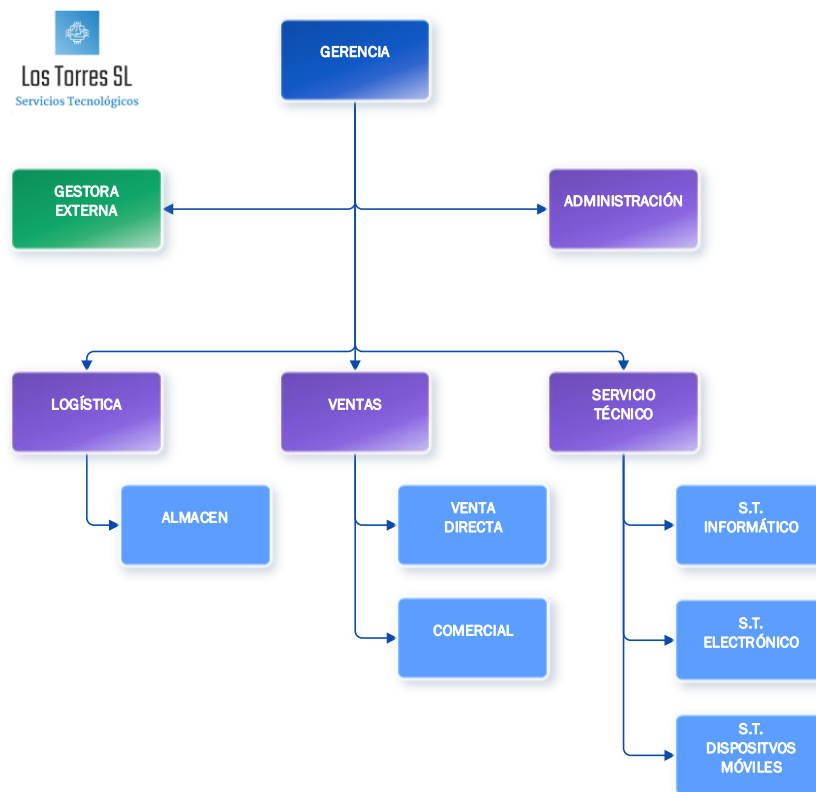 Los Torres SL
Servicios Tecnológicos
GERENCIA
GESTORA
EXTERNA
ADMINISTRACIÓN
LOGÍSTICA
VENTAS
SERVICIO
TÉCNICO
ALMACEN
VENTA
DIRECTA
S.T.
INFORMÁTICO
COMERCIAL
S.T.
ELECTRÓNICO
S.T.
DISPOSITVOS
MÓVILES